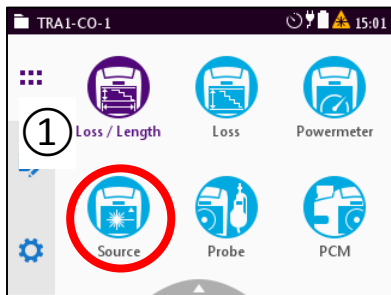 TRA1-CO-1 15:01
1
Loss / Length Loss Powermeter
Source Probe PCM